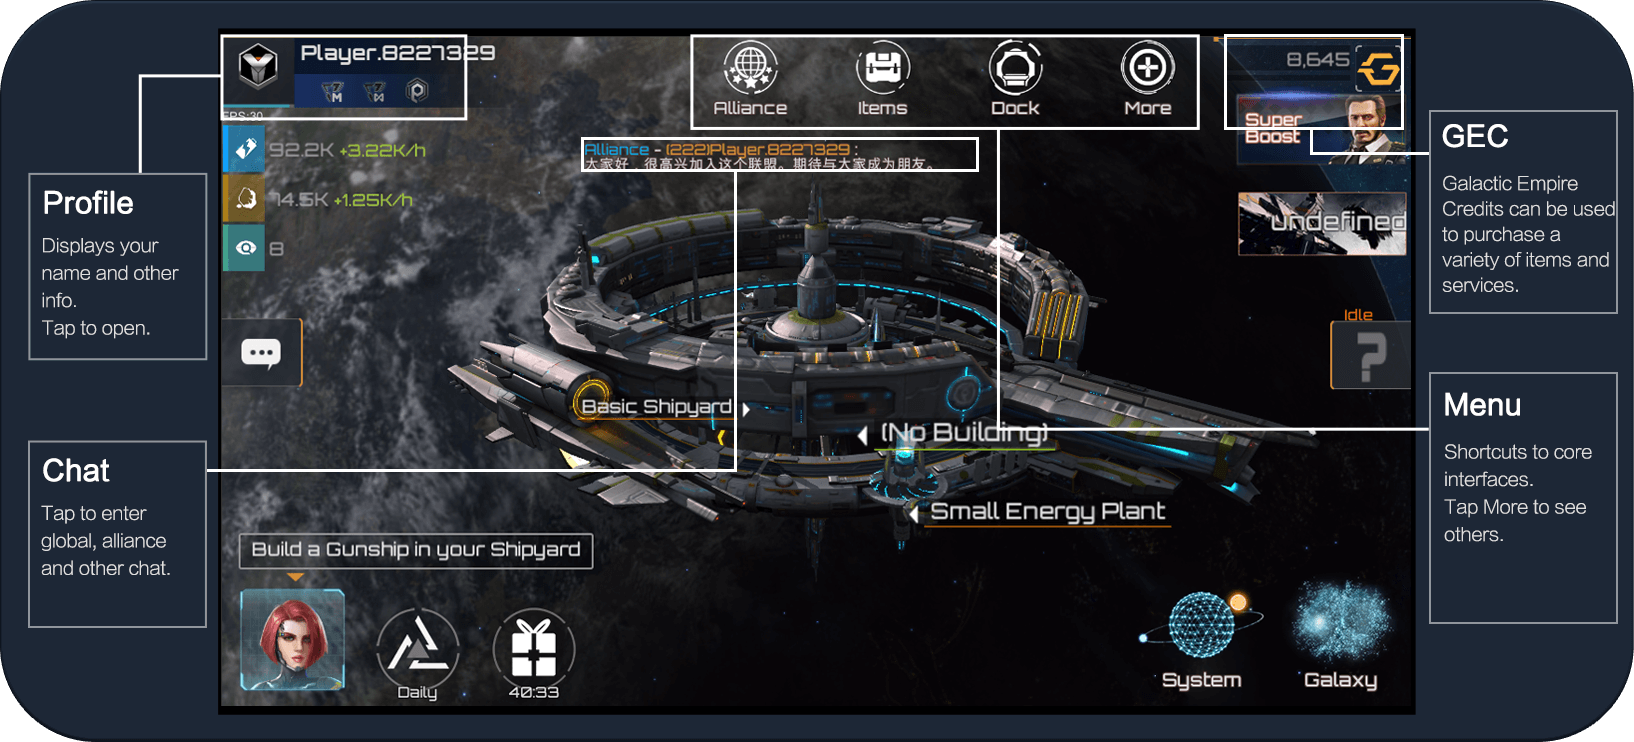 Player.8227329
FPS:30
92.2K +3.22K/h
74.5K +1.25K/h
8
Alliance
Items
Dock
More
8,645
Super
Boost
undefined
Idle
Alliance - (222)Player.8227329 :
大家好，很高兴加入这个联盟。期待与大家成为朋友。
Basic Shipyard
(No Building)
Small Energy Plant
Build a Gunship in your Shipyard
Daily
40:33
System
Galaxy
Profile
Displays your
name and other
info.
Tap to open.
Chat
Tap to enter
global, alliance
and other chat.
GEC
Galactic Empire
Credits can be used
to purchase a
variety of items and
services.
Menu
Shortcuts to core
interfaces.
Tap More to see
others.